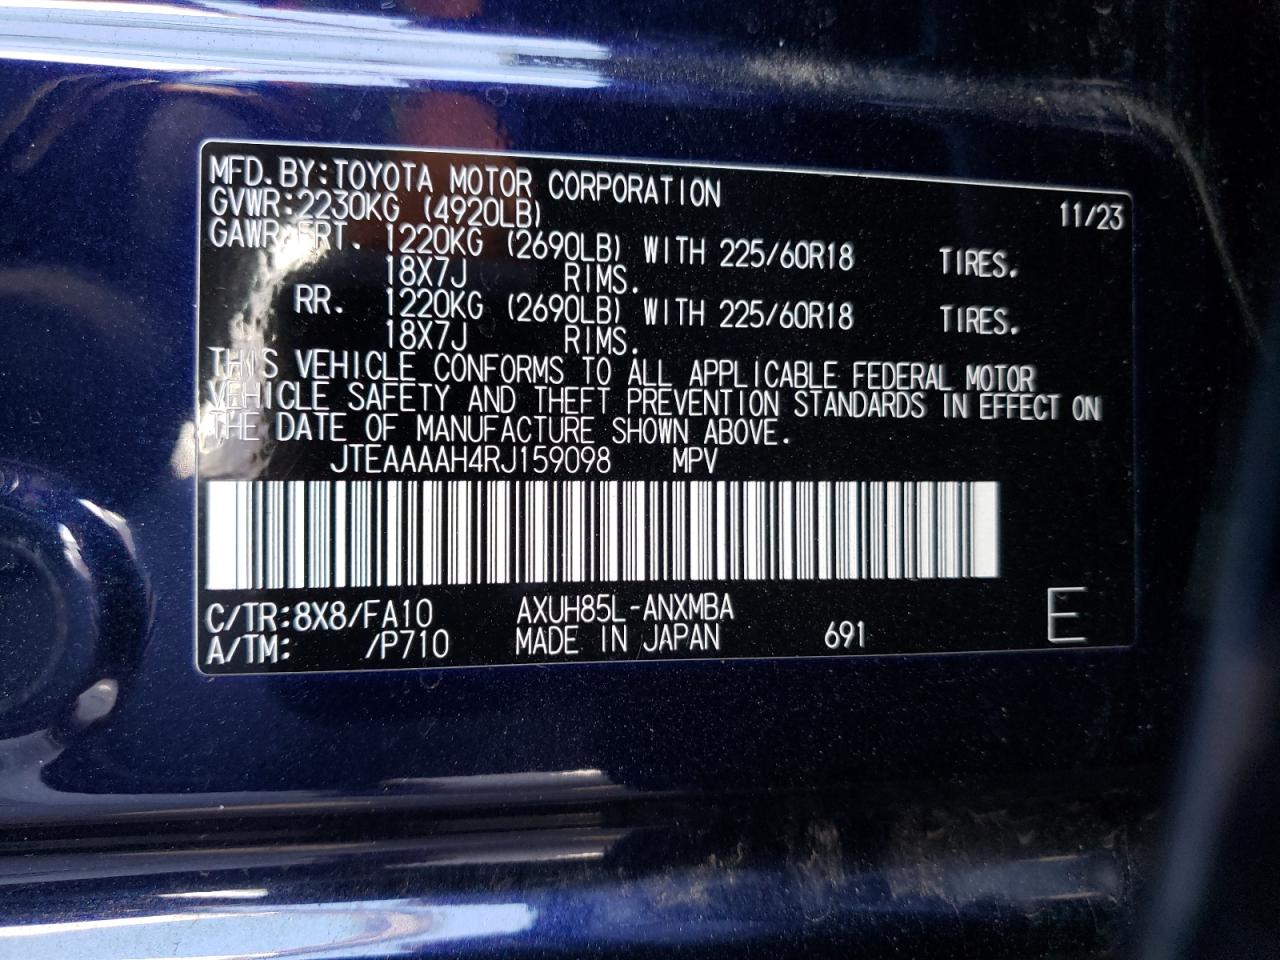 MFD.BY:TOYOTA MOTOR CORPORATION
GVWR:2230KG (4920LB) 11/23
GAWR:FRT. 1220KG (2690LB) WITH 225/60R18 TIRES.
18X7J RIMS.
RR. 1220KG (2690LB) WITH 225/60R18 TIRES.
18X7J RIMS.
THIS VEHICLE CONFORMS TO ALL APPLICABLE FEDERAL MOTOR
VEHICLE SAFETY AND THEFT PREVENTION STANDARDS IN EFFECT ON
THE DATE OF MANUFACTURE SHOWN ABOVE.
JTEAAAAH4RJ159098 MPV
C/TR:8X8/FA10 AXUH85L-ANXMBA E
A/TM: /P710 MADE IN JAPAN 691